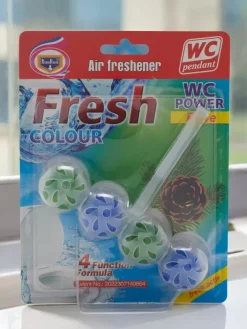 Air freshener
WC
pendant
Fresh
COLOUR
WC
POWER
4 Function
Formula